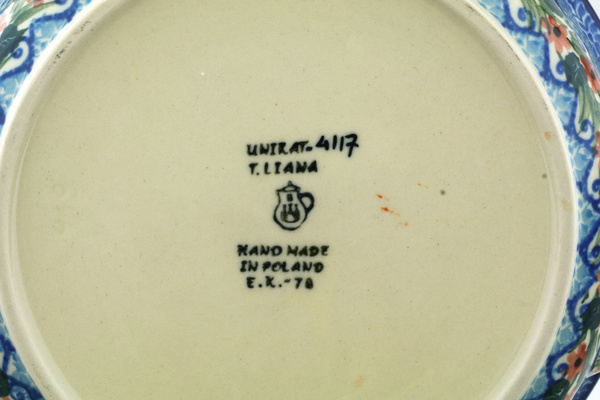 UNIKAT- 4117
T. LIANA
HAND MADE
IN POLAND
E.K.-78